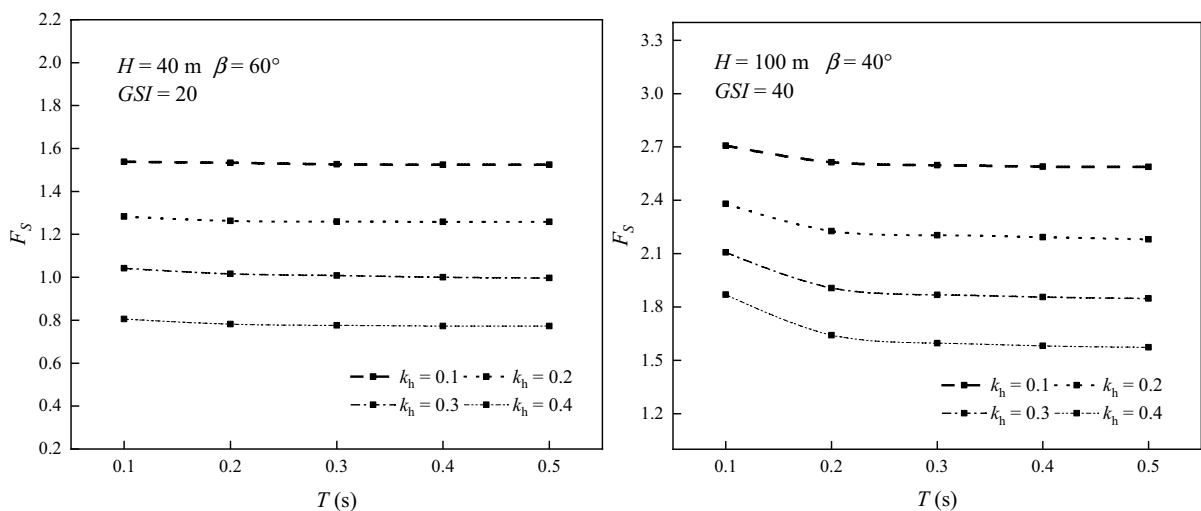 2.2
2.0
1.8
1.6
1.4
1.2
1.0
0.8
0.6
0.4
0.2
F_S
H = 40 m β = 60°
GSI = 20
k_h = 0.1 k_h = 0.2
k_h = 0.3 k_h = 0.4
0.1 0.2 0.3 0.4 0.5
T (s)
3.3
3.0
2.7
2.4
2.1
1.8
1.5
1.2
F_S
H = 100 m β = 40°
GSI = 40
k_h = 0.1 k_h = 0.2
k_h = 0.3 k_h = 0.4
0.1 0.2 0.3 0.4 0.5
T (s)